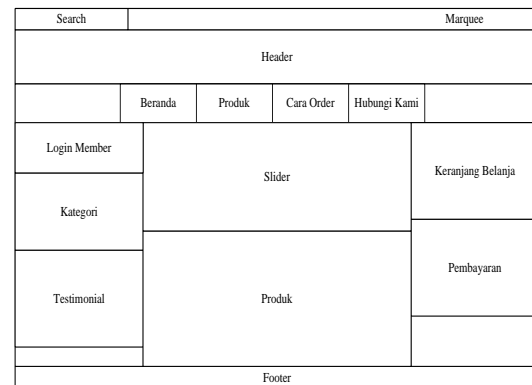 Search
Marquee
Header
Beranda
Produk
Cara Order
Hubungi Kami
Login Member
Slider
Keranjang Belanja
Kategori
Testimonial
Produk
Pembayaran
Footer